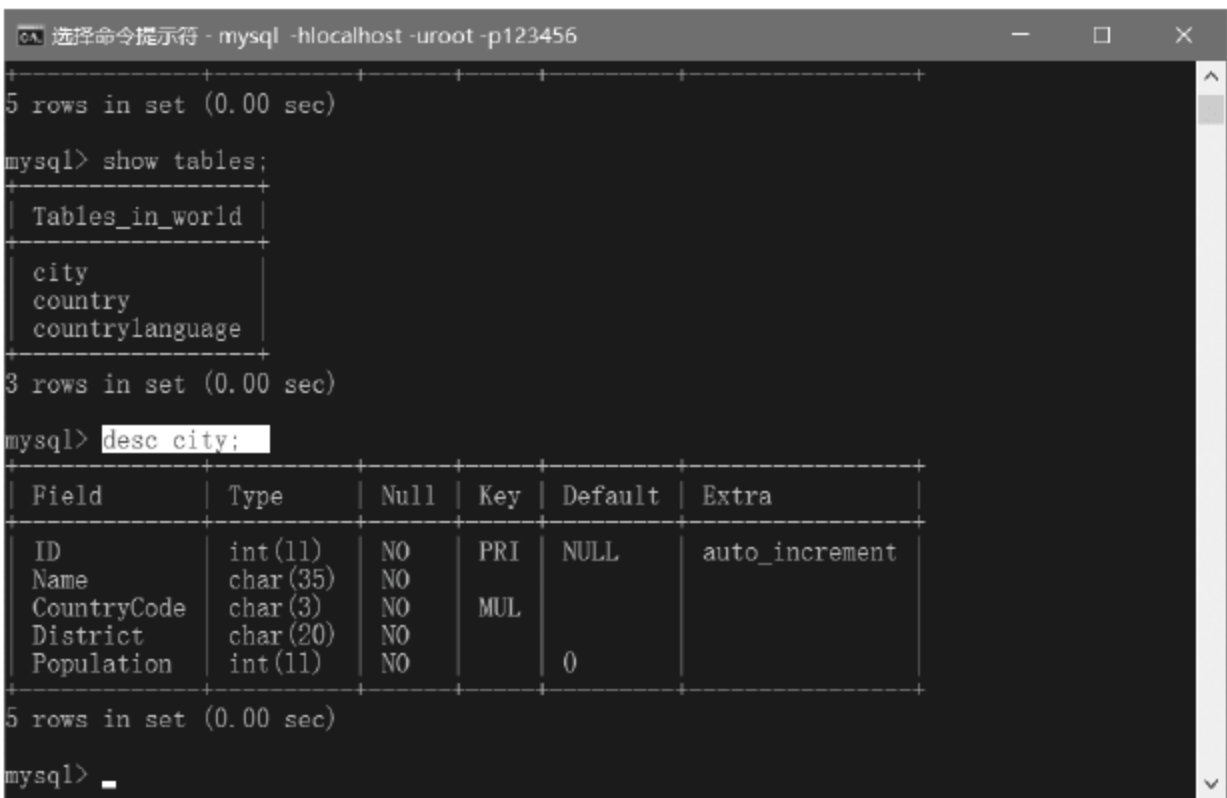 选择命令提示符 - mysql -hlocalhost -uroot -p123456
5 rows in set (0.00 sec)
mysql> show tables;
| Tables_in_world |
| city |
| country |
| countrylanguage |
3 rows in set (0.00 sec)
mysql> desc city;
| Field | Type | Null | Key | Default | Extra |
| ID | int(11) | NO | PRI | NULL | auto_increment |
| Name | char(35) | NO | | | |
| CountryCode | char(3) | NO | MUL | | |
| District | char(20) | NO | | | |
| Population | int(11) | NO | | 0 | |
5 rows in set (0.00 sec)
mysql>